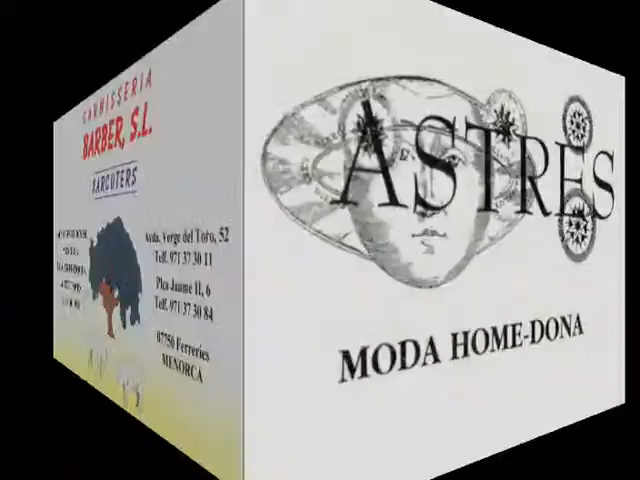 CARNISSERIA
BARBER, S.L.
XARCUTERS
Avda. Verge del Toro, 52
Telf. 971 37 30 11
Plça Jaume II, 6
Telf. 971 37 30 84
07750 Ferreries
MENORCA
ASTRES
MODA HOME-DONA